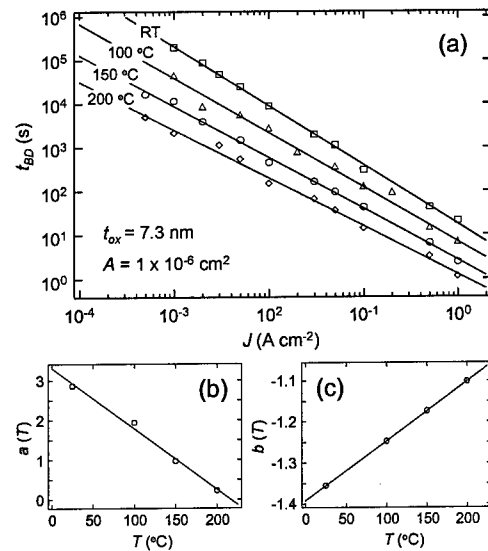 (a)
RT
100 °C
150 °C
200 °C
10⁶
10⁵
10⁴
10³
10²
10¹
10⁰
t_BD (s)
t_ox = 7.3 nm
A = 1 x 10⁻⁶ cm²
10⁻⁴ 10⁻³ 10⁻² 10⁻¹ 10⁰
J (A cm⁻²)
(b)
3
2
1
0
a (T)
0 50 100 150 200
T (°C)
(c)
-1.1
-1.2
-1.3
-1.4
b (T)
0 50 100 150 200
T (°C)